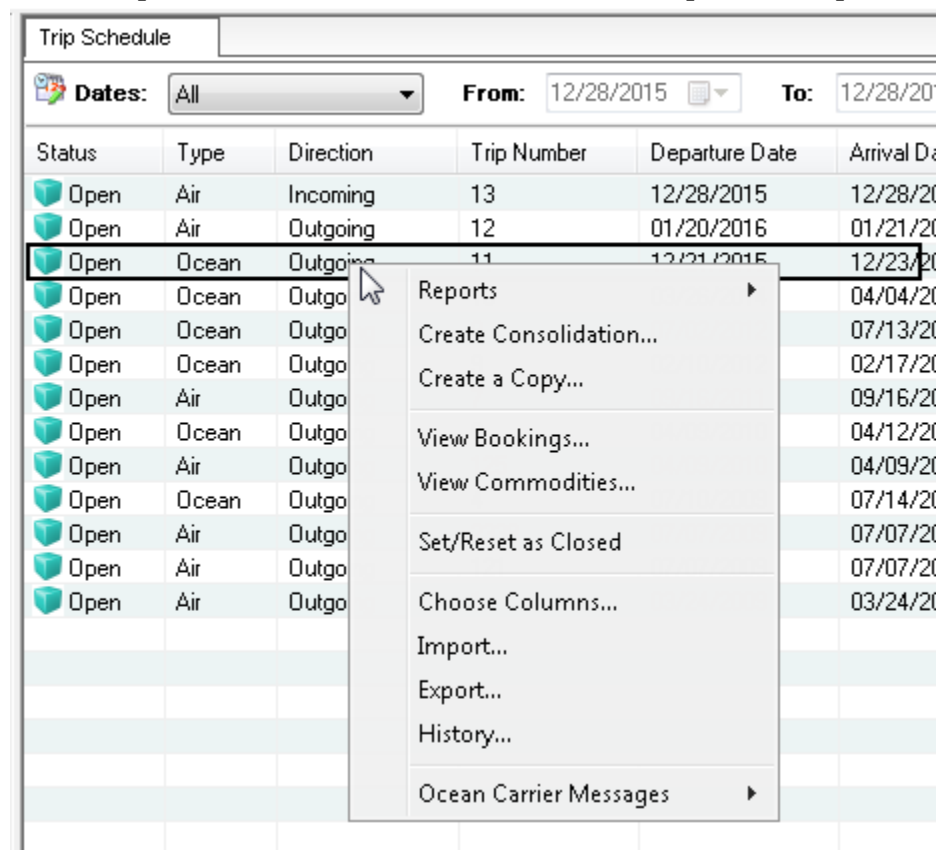 Trip Schedule
Dates: All From: 12/28/2015 To: 12/28/201
Status Type Direction Trip Number Departure Date Arrival Da
Open Air Incoming 13 12/28/2015 12/28/20
Open Air Outgoing 12 01/20/2016 01/21/20
Open Ocean Outgoing 11 12/21/2015 12/23/20
Open Ocean Outgo 04/04/20
Open Ocean Outgo 07/13/20
Open Ocean Outgo 02/17/20
Open Air Outgo 09/16/20
Open Ocean Outgo 04/12/20
Open Air Outgo 04/09/20
Open Ocean Outgo 07/14/20
Open Air Outgo 07/07/20
Open Air Outgo 07/07/20
Open Air Outgo 03/24/20
Reports
Create Consolidation...
Create a Copy...
View Bookings...
View Commodities...
Set/Reset as Closed
Choose Columns...
Import...
Export...
History...
Ocean Carrier Messages